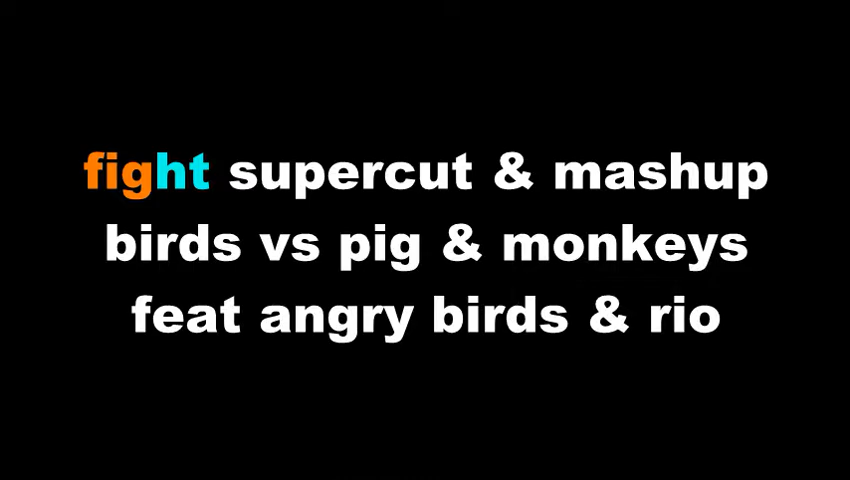 fight supercut & mashup
birds vs pig & monkeys
feat angry birds & rio